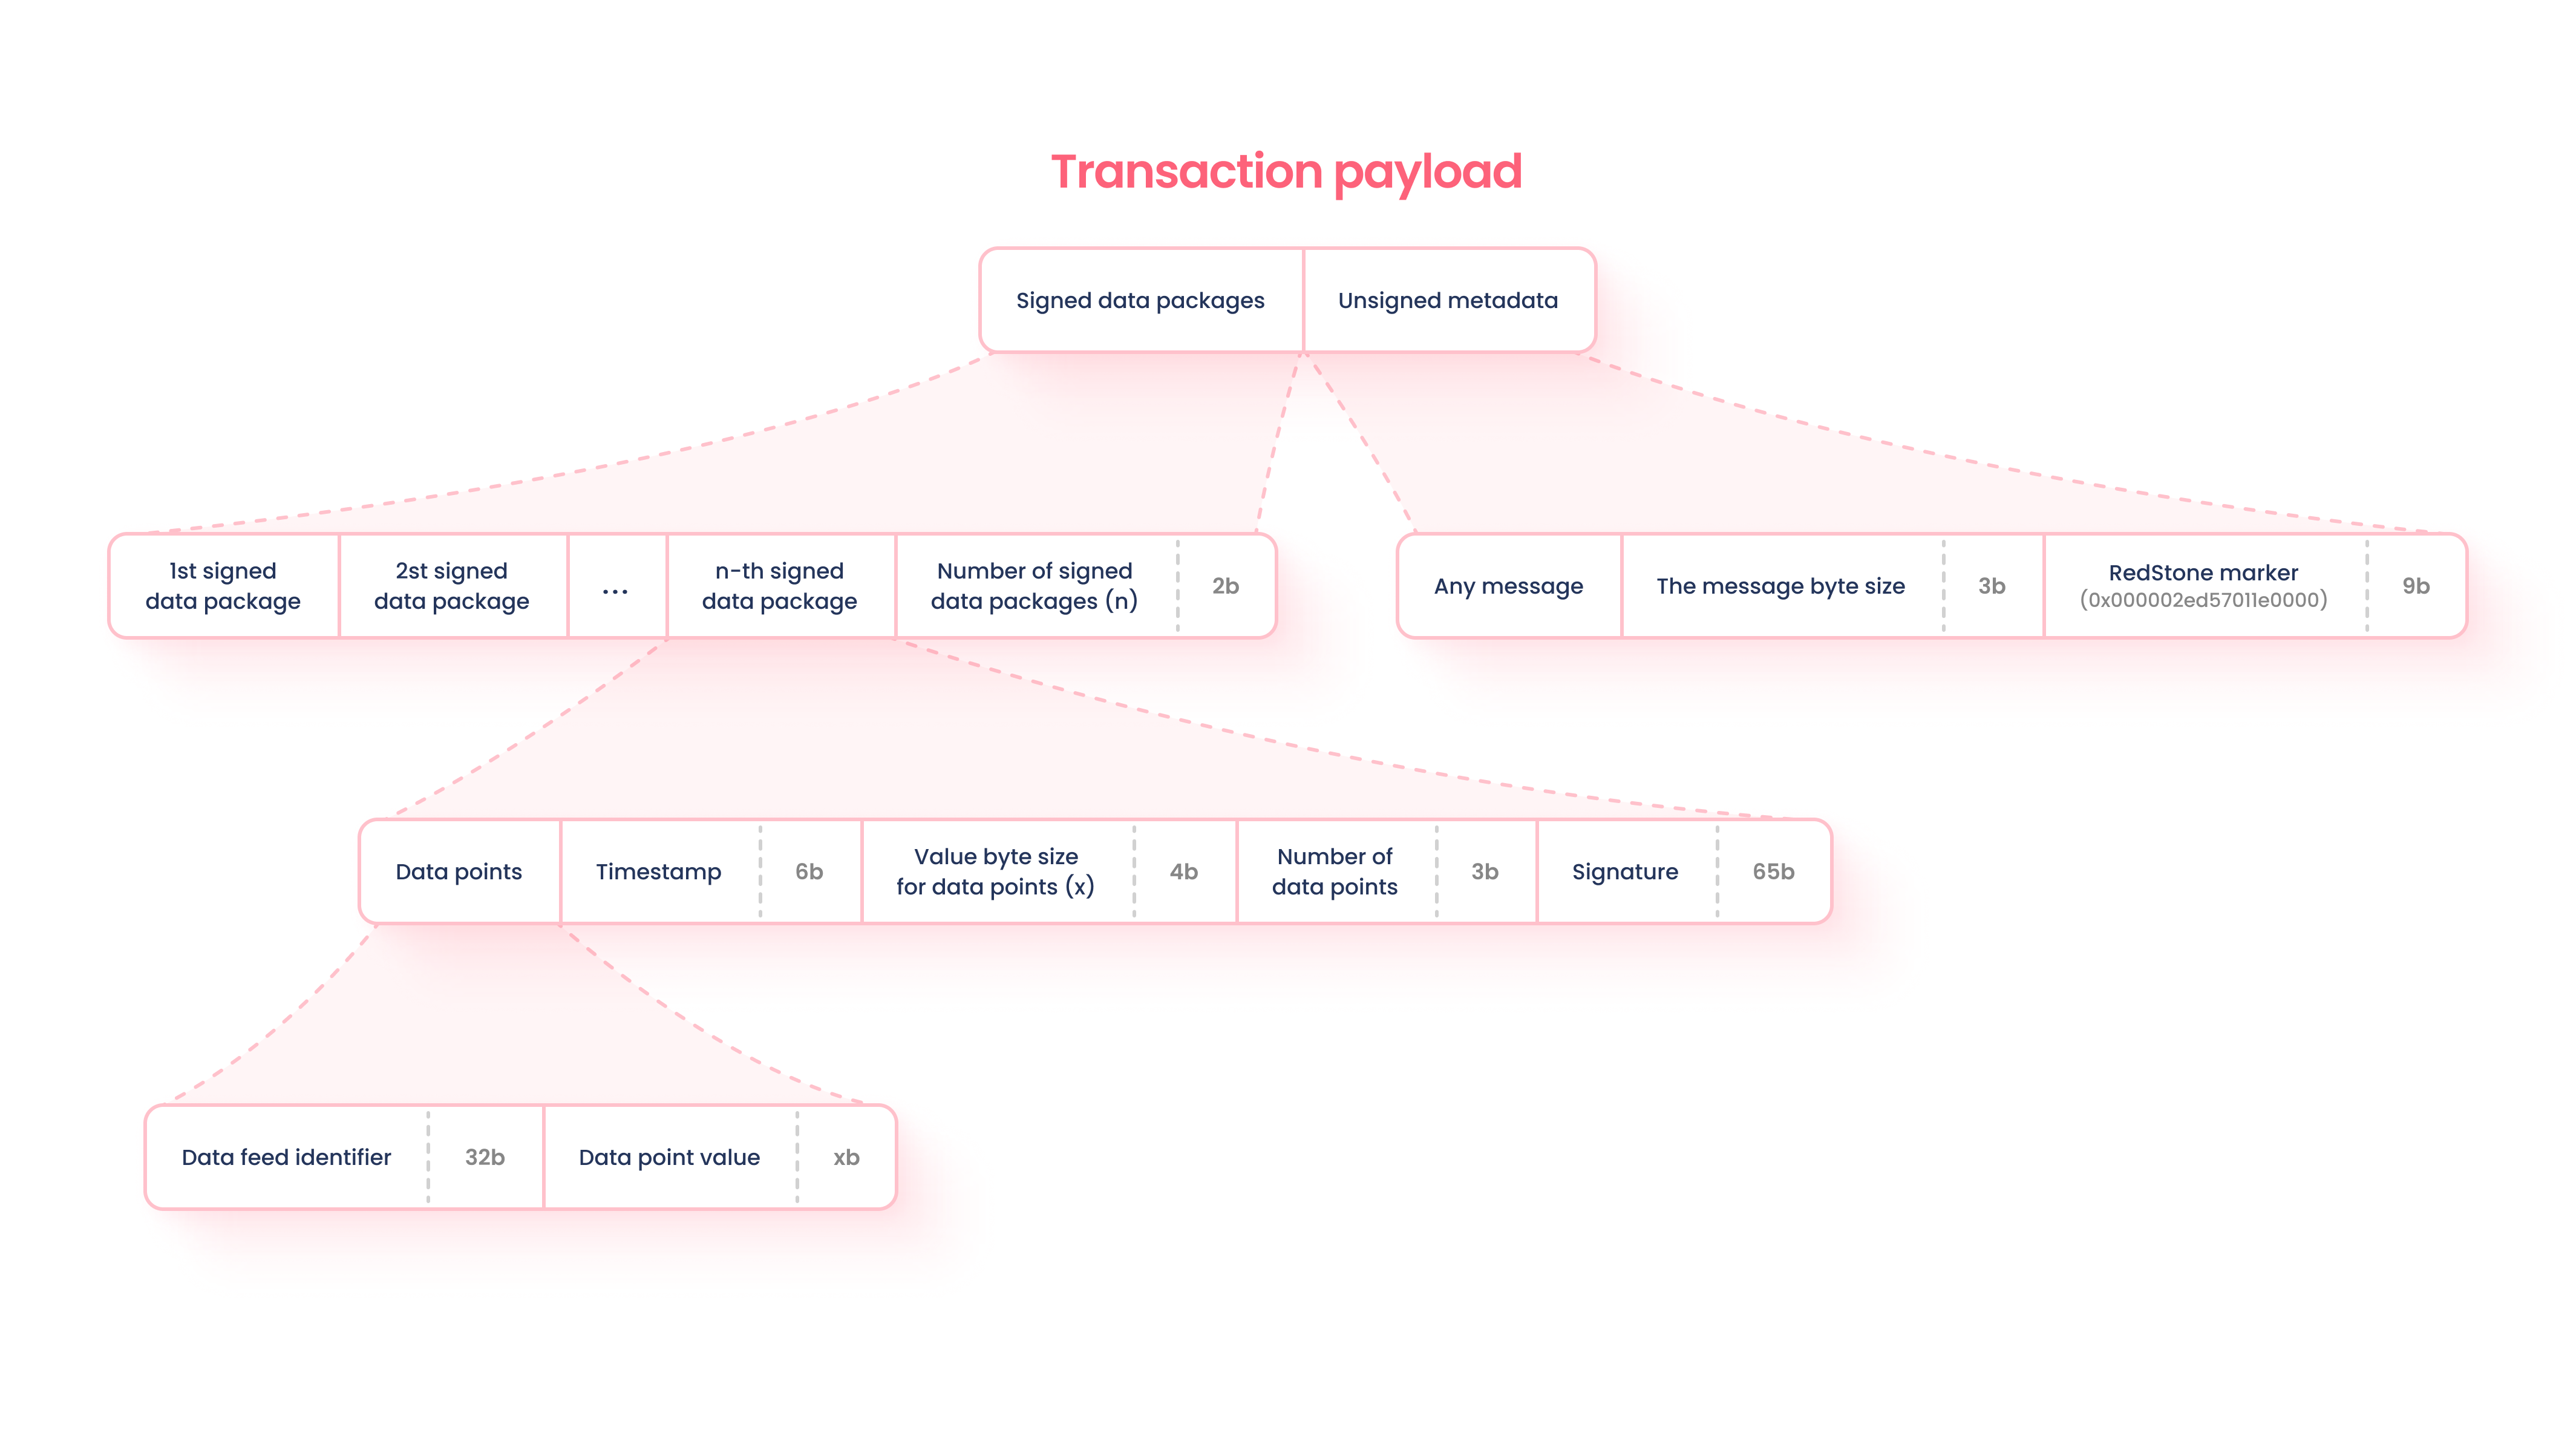 Transaction payload
Signed data packages
Unsigned metadata
1st signed
data package
2st signed
data package
...
n-th signed
data package
Number of signed
data packages (n)
2b
Any message
The message byte size
3b
RedStone marker
(0x000002ed57011e0000)
9b
Data points
Timestamp
6b
Value byte size
for data points (x)
4b
Number of
data points
3b
Signature
65b
Data feed identifier
32b
Data point value
xb